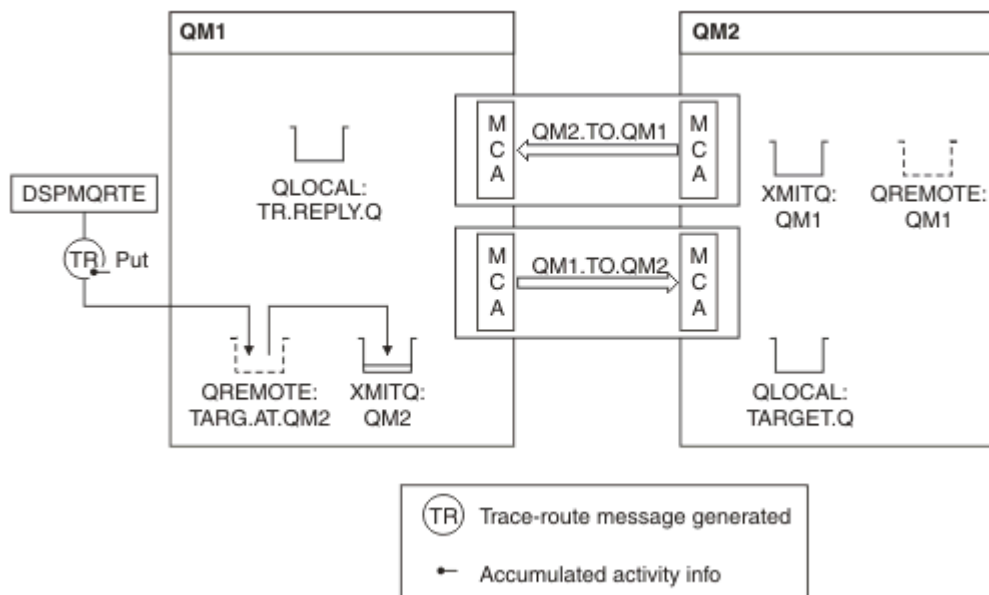 QM1
QM2
M
C
A
QM2.TO.QM1
M
C
A
QLOCAL:
TR.REPLY.Q
XMITQ:
QM1
QREMOTE:
QM1
DSPMQRTE
TR
Put
M
C
A
QM1.TO.QM2
M
C
A
QREMOTE:
TARG.AT.QM2
XMITQ:
QM2
QLOCAL:
TARGET.Q
TR Trace-route message generated
Accumulated activity info